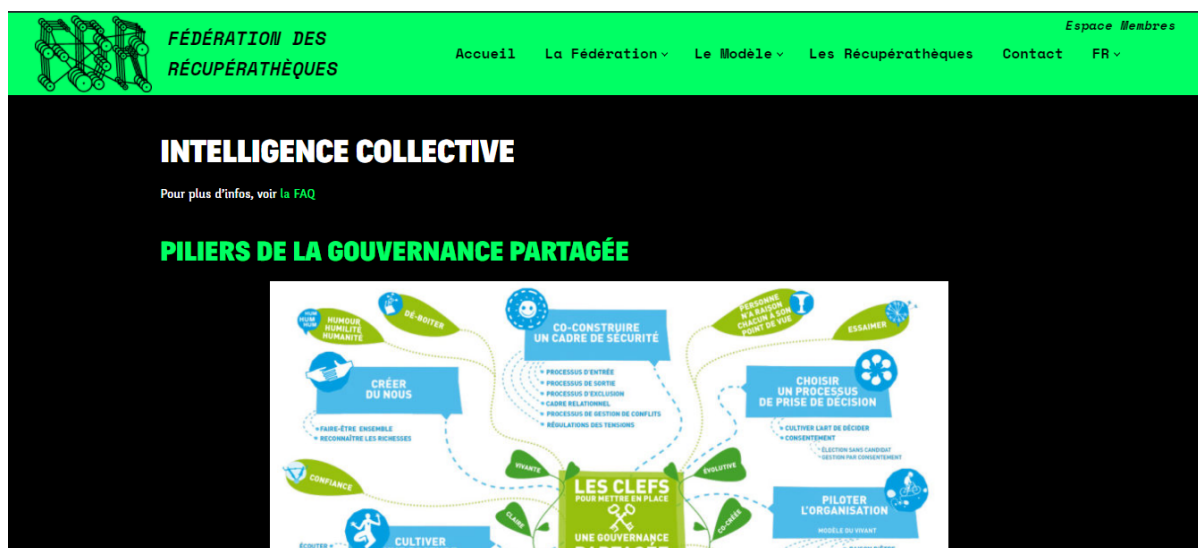 Espace Membres
FÉDÉRATION DES
RÉCUPÉRATHÈQUES
Accueil La Fédération Le Modèle Les Récupérathèques Contact FR
INTELLIGENCE COLLECTIVE
Pour plus d'infos, voir la FAQ
PILIERS DE LA GOUVERNANCE PARTAGÉE
HUM
HUM
HUM
HUMOUR
HUMILITÉ
HUMANITÉ
DÉ-BOITER
CO-CONSTRUIRE
UN CADRE DE SÉCURITÉ
PROCESSUS D'ENTRÉE
PROCESSUS DE SORTIE
PROCESSUS D'EXCLUSION
CADRE RELATIONNEL
PROCESSUS DE GESTION DE CONFLITS
RÉGULATIONS DES TENSIONS
PERSONNE
N'A RAISON
CHACUN A SON
POINT DE VUE
ESSAIMER
CRÉER
DU NOUS
FAIRE-ÊTRE ENSEMBLE
RECONNAÎTRE LES RICHESSES
CHOISIR
UN PROCESSUS
DE PRISE DE DÉCISION
CULTIVER L'ART DE DÉCIDER
CONSENTEMENT
ÉLECTION SANS CANDIDAT
GESTION PAR CONSENTEMENT
CONFIANCE
VIVANTE
ÉVOLUTIVE
CLAIRE
CO-CRÉÉE
LES CLEFS
POUR METTRE EN PLACE
UNE GOUVERNANCE
PARTAGÉE
PILOTER
L'ORGANISATION
MODÈLE DU VIVANT
CULTIVER
ÉCOUTER